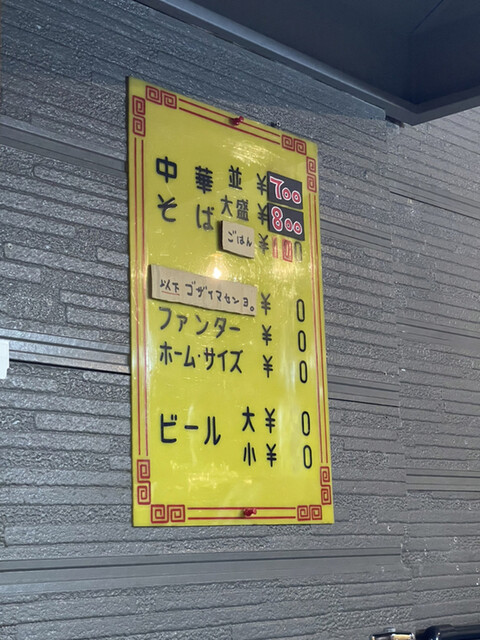 中華並￥700
そば大盛￥800
ごはん￥100
以下ゴザイマセンヨ。￥0
ファンター￥0
ホーム・サイズ￥0
ビール大￥0
小￥0